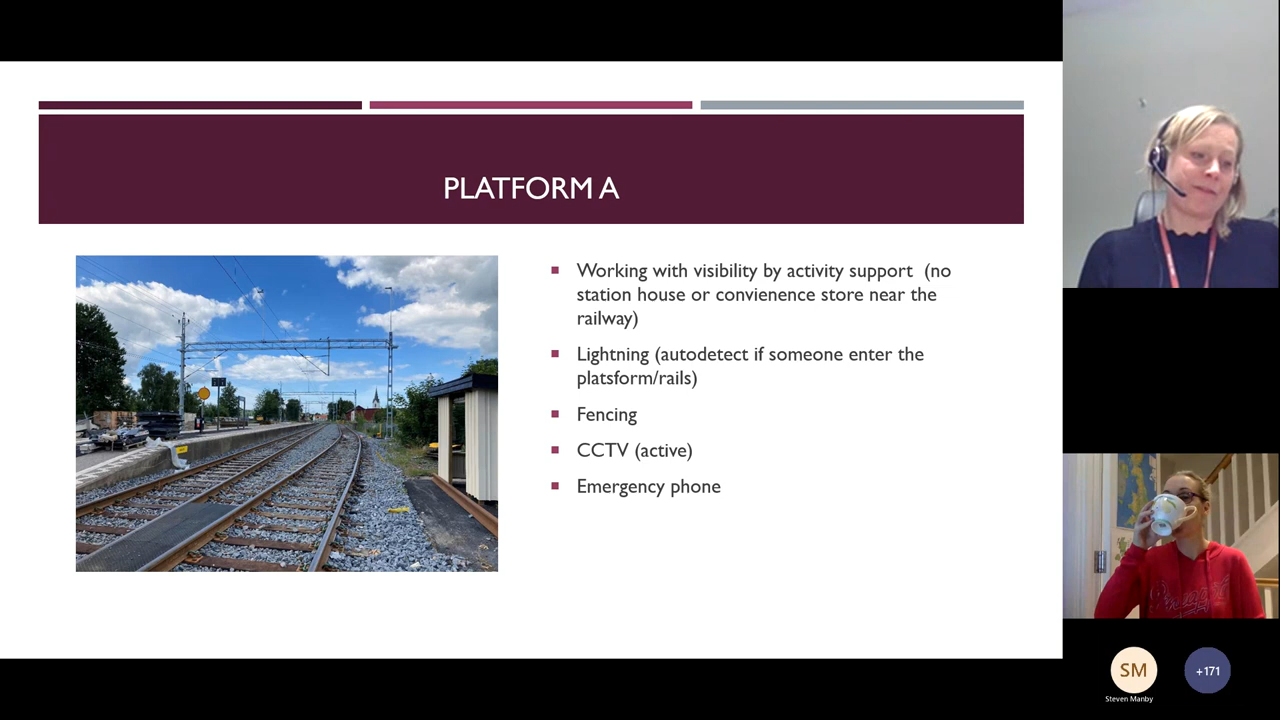 PLATFORM A
Working with visibility by activity support (no
station house or convienence store near the
railway)
Lightning (autodetect if someone enter the
platsform/rails)
Fencing
CCTV (active)
Emergency phone
SM
+171
Steven Manby